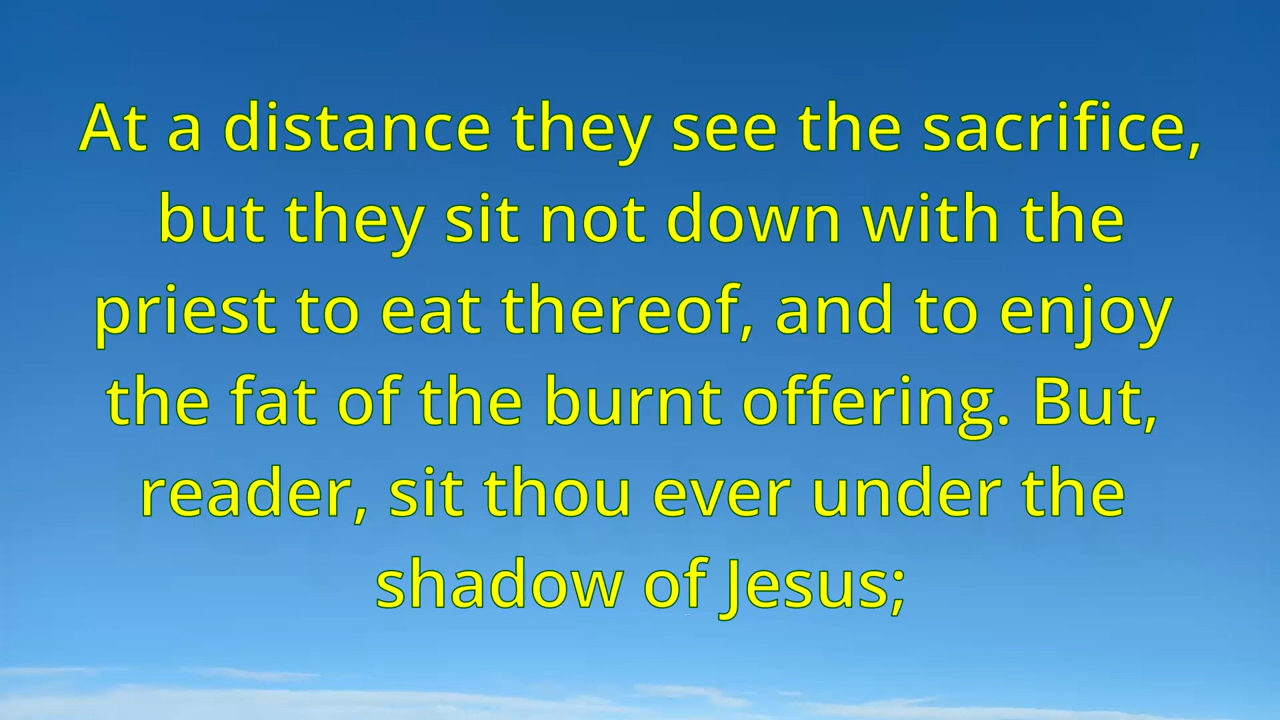 At a distance they see the sacrifice,
but they sit not down with the
priest to eat thereof, and to enjoy
the fat of the burnt offering. But,
reader, sit thou ever under the
shadow of Jesus;